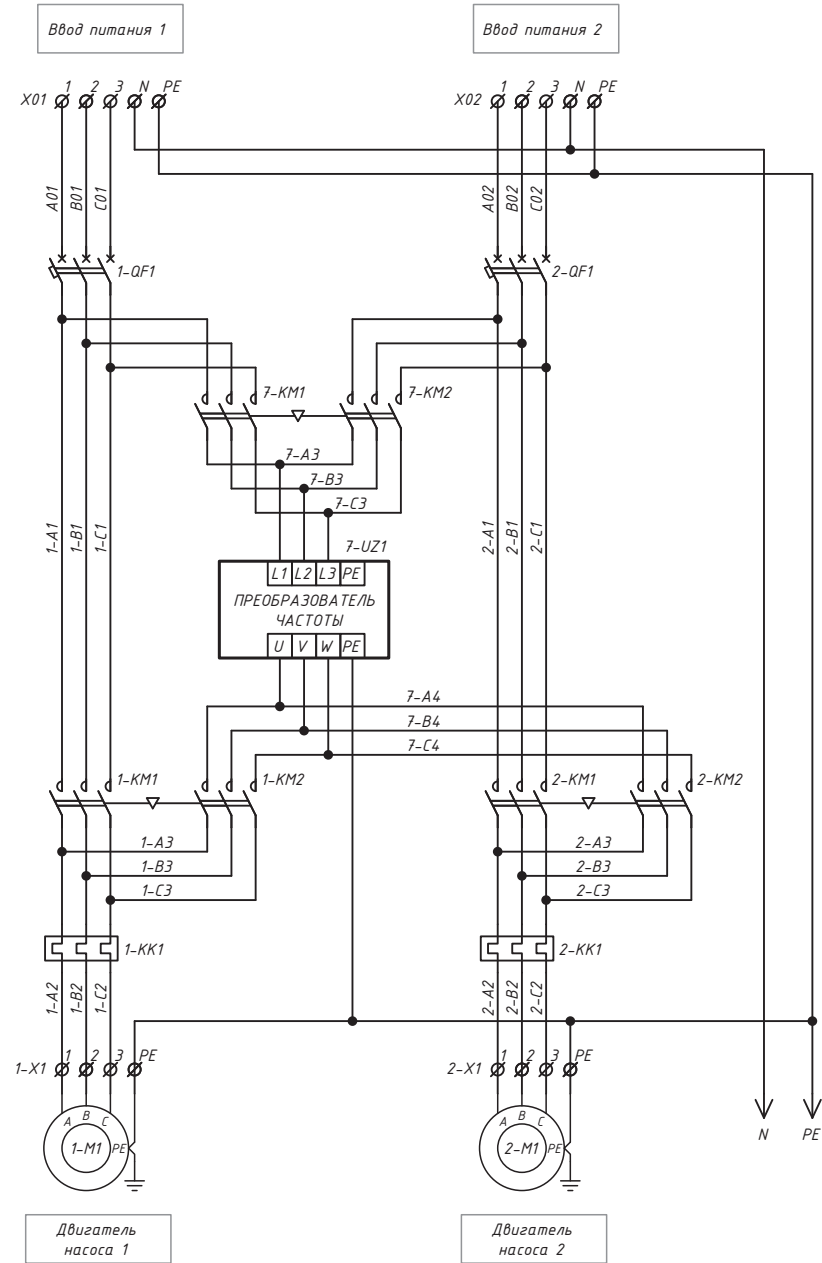 Ввод питания 1
Ввод питания 2
X01 1 2 3 N PE
X02 1 2 3 N PE
A01 B01 C01
A02 B02 C02
1-QF1
2-QF1
7-KM1
7-KM2
7-A3
7-B3
7-C3
1-A1 1-B1 1-C1
2-A1 2-B1 2-C1
7-UZ1
L1 L2 L3 PE
ПРЕОБРАЗОВАТЕЛЬ
ЧАСТОТЫ
U V W PE
7-A4
7-B4
7-C4
1-KM1
1-KM2
2-KM1
2-KM2
1-A3
1-B3
1-C3
2-A3
2-B3
2-C3
1-KK1
2-KK1
1-A2 1-B2 1-C2
2-A2 2-B2 2-C2
1-X1 1 2 3 PE
2-X1 1 2 3 PE
A B C
1-M1 PE
A B C
2-M1 PE
N PE
Двигатель
насоса 1
Двигатель
насоса 2